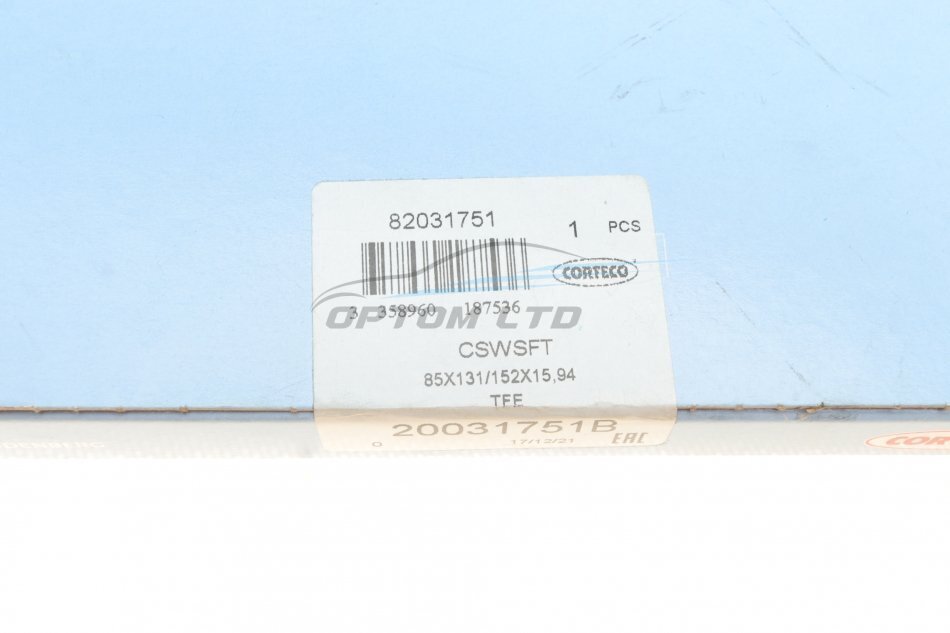 82031751
1 PCS
CORTECO
3 358960 187536
OPTOM LTD
CSWSFT
85X131/152X15,94
TFE
20031751B
0 17/12/21 EAC